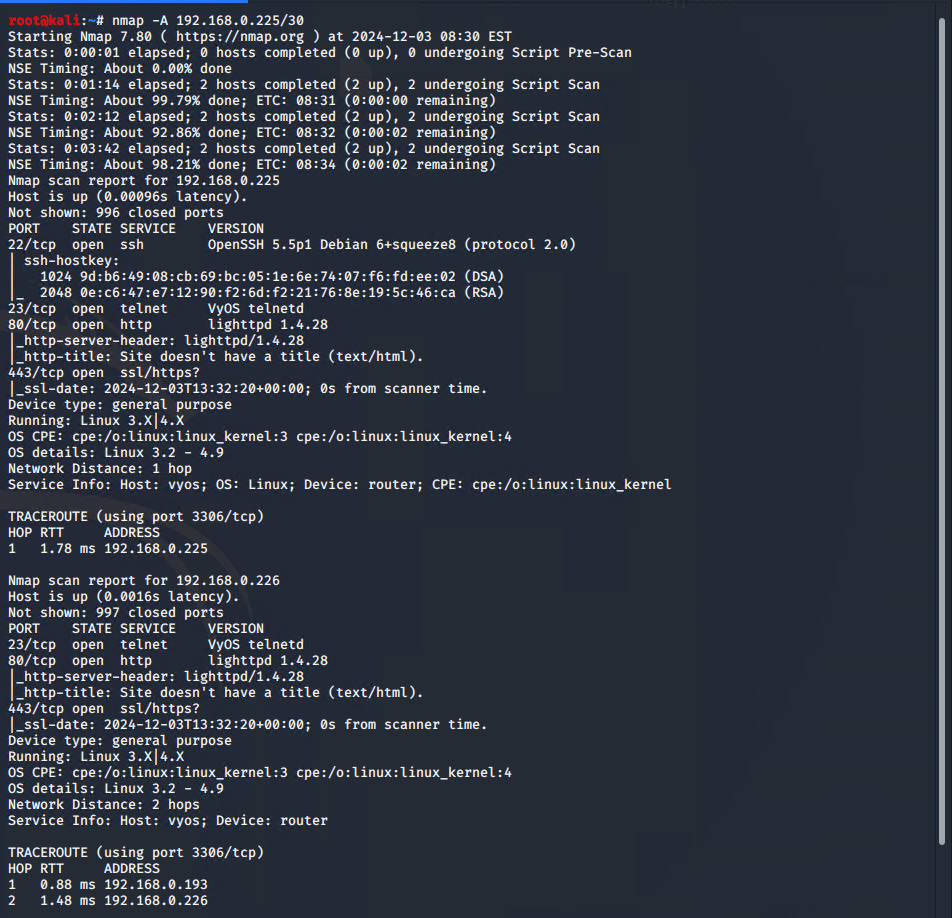 root@kali:~# nmap -A 192.168.0.225/30
Starting Nmap 7.80 ( https://nmap.org ) at 2024-12-03 08:30 EST
Stats: 0:00:01 elapsed; 0 hosts completed (0 up), 0 undergoing Script Pre-Scan
NSE Timing: About 0.00% done
Stats: 0:01:14 elapsed; 2 hosts completed (2 up), 2 undergoing Script Scan
NSE Timing: About 99.79% done; ETC: 08:31 (0:00:00 remaining)
Stats: 0:02:12 elapsed; 2 hosts completed (2 up), 2 undergoing Script Scan
NSE Timing: About 92.86% done; ETC: 08:32 (0:00:02 remaining)
Stats: 0:03:42 elapsed; 2 hosts completed (2 up), 2 undergoing Script Scan
NSE Timing: About 98.21% done; ETC: 08:34 (0:00:02 remaining)
Nmap scan report for 192.168.0.225
Host is up (0.00096s latency).
Not shown: 996 closed ports
PORT    STATE SERVICE    VERSION
22/tcp  open  ssh        OpenSSH 5.5p1 Debian 6+squeeze8 (protocol 2.0)
| ssh-hostkey:
|   1024 9d:b6:49:08:cb:69:bc:05:1e:6e:74:07:f6:fd:ee:02 (DSA)
|_  2048 0e:c6:47:e7:12:90:f2:6d:f2:21:76:8e:19:5c:46:ca (RSA)
23/tcp  open  telnet     VyOS telnetd
80/tcp  open  http       lighttpd 1.4.28
|_http-server-header: lighttpd/1.4.28
|_http-title: Site doesn't have a title (text/html).
443/tcp open  ssl/https?
|_ssl-date: 2024-12-03T13:32:20+00:00; 0s from scanner time.
Device type: general purpose
Running: Linux 3.X|4.X
OS CPE: cpe:/o:linux:linux_kernel:3 cpe:/o:linux:linux_kernel:4
OS details: Linux 3.2 - 4.9
Network Distance: 1 hop
Service Info: Host: vyos; OS: Linux; Device: router; CPE: cpe:/o:linux:linux_kernel
TRACEROUTE (using port 3306/tcp)
HOP RTT     ADDRESS
1   1.78 ms 192.168.0.225
Nmap scan report for 192.168.0.226
Host is up (0.0016s latency).
Not shown: 997 closed ports
PORT    STATE SERVICE    VERSION
23/tcp  open  telnet     VyOS telnetd
80/tcp  open  http       lighttpd 1.4.28
|_http-server-header: lighttpd/1.4.28
|_http-title: Site doesn't have a title (text/html).
443/tcp open  ssl/https?
|_ssl-date: 2024-12-03T13:32:20+00:00; 0s from scanner time.
Device type: general purpose
Running: Linux 3.X|4.X
OS CPE: cpe:/o:linux:linux_kernel:3 cpe:/o:linux:linux_kernel:4
OS details: Linux 3.2 - 4.9
Network Distance: 2 hops
Service Info: Host: vyos; Device: router
TRACEROUTE (using port 3306/tcp)
HOP RTT     ADDRESS
1   0.88 ms 192.168.0.193
2   1.48 ms 192.168.0.226